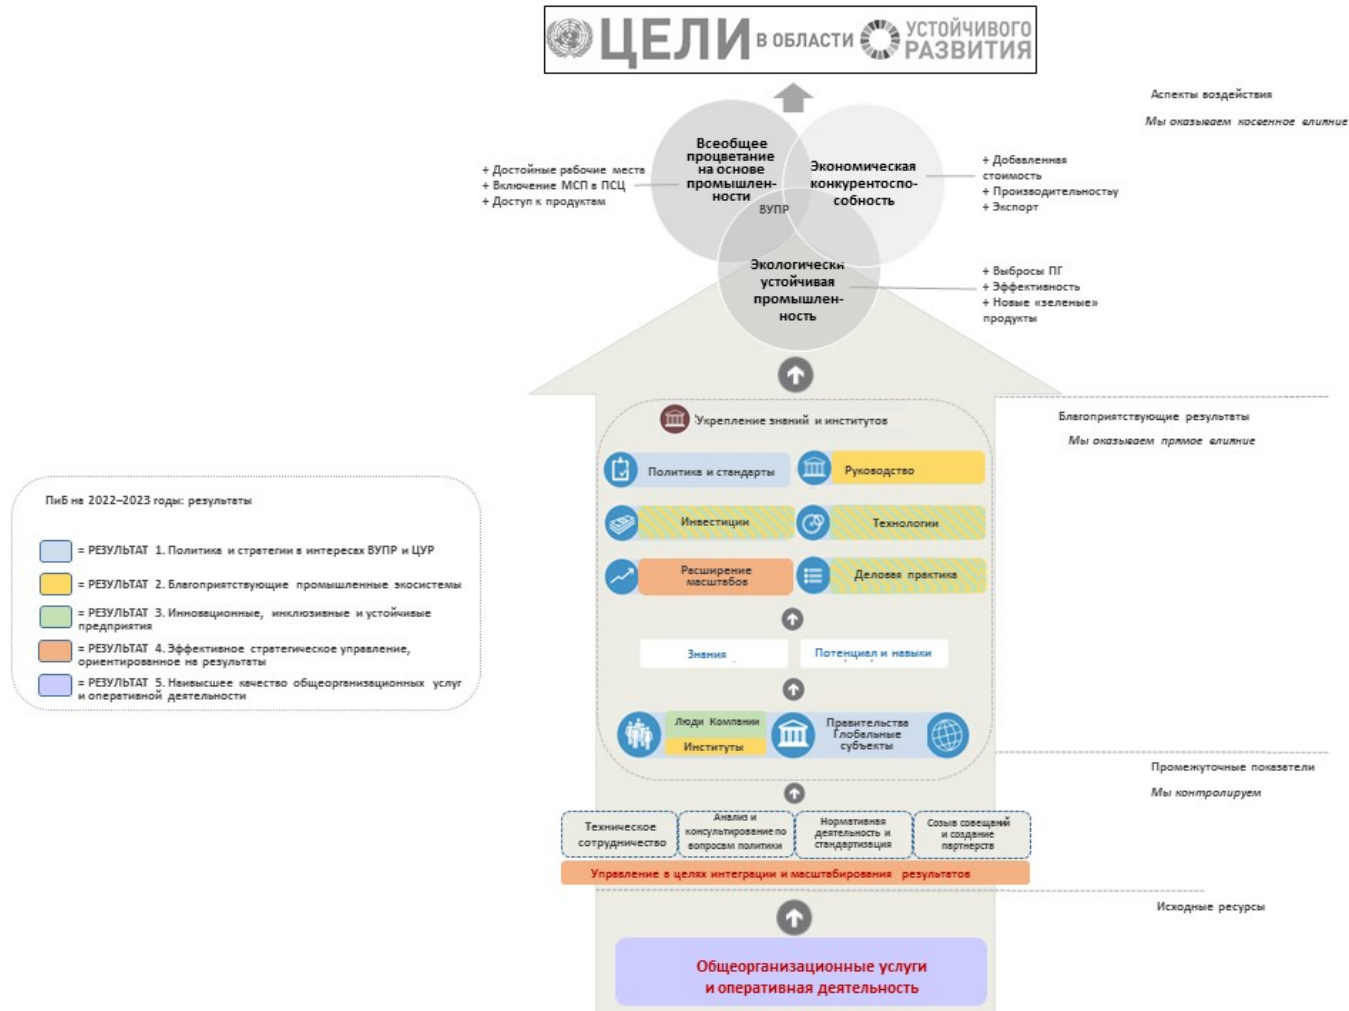 ЦЕЛИ В ОБЛАСТИ УСТОЙЧИВОГО
РАЗВИТИЯ
Аспекты воздействия
Мы оказываем косвенное влияние
Всеобщее
процветание
на основе
промышлен-
ности
+ Достойные рабочие места
+ Включение МСП в ПСЦ
+ Доступ к продуктам
Экономическая
конкурентоспо-
собность
+ Добавленная
стоимость
+ Производительностьу
+ Экспорт
ВУПР
Экологически
устойчивая
промышлен-
ность
+ Выбросы ПГ
+ Эффективность
+ Новые «зеленые»
продукты
Благоприятствующие результаты
Мы оказываем прямое влияние
Укрепление знаний и институтов
Политика и стандарты
Руководство
Инвестиции
Технологии
Расширение
масштабов
Деловая практика
Знания
Потенциал и навыки
Люди Компании
Институты
Правительства
Глобальные
субъекты
ПиБ на 2022–2023 годы: результаты
= РЕЗУЛЬТАТ 1. Политика и стратегии в интересах ВУПР и ЦУР
= РЕЗУЛЬТАТ 2. Благоприятствующие промышленные экосистемы
= РЕЗУЛЬТАТ 3. Инновационные, инклюзивные и устойчивые
предприятия
= РЕЗУЛЬТАТ 4. Эффективное стратегическое управление,
ориентированное на результаты
= РЕЗУЛЬТАТ 5. Наивысшее качество общеорганизационных услуг
и оперативной деятельности
Промежуточные показатели
Мы контролируем
Техническое
сотрудничество
Анализ и
консультирование по
вопросам политики
Нормативная
деятельность и
стандартизация
Созыв совещаний
и создание
партнерств
Управление в целях интеграции и масштабирования результатов
Исходные ресурсы
Общеорганизационные услуги
и оперативная деятельность